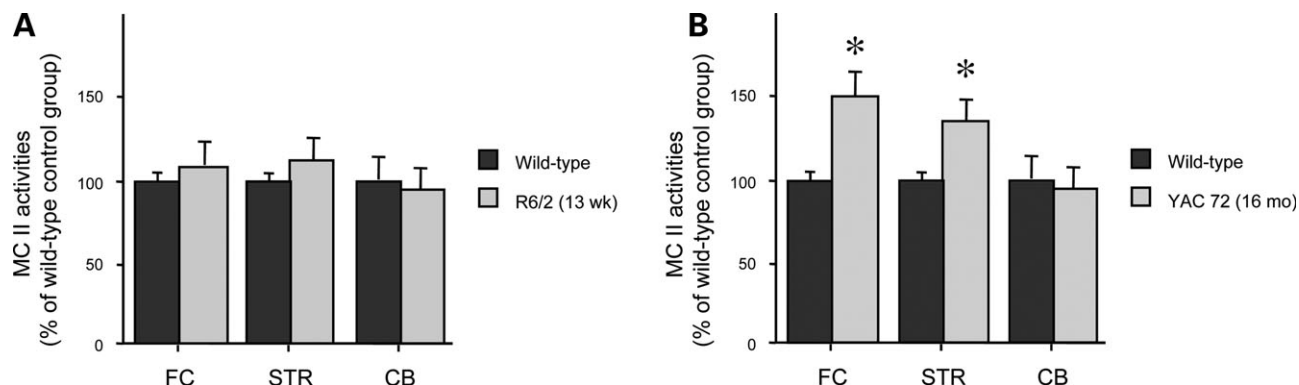 A
MC II activities
(% of wild-type control group)
150
100
50
0
FC STR CB
Wild-type
R6/2 (13 wk)
B
MC II activities
(% of wild-type control group)
150
100
50
0
* *
FC STR CB
Wild-type
YAC 72 (16 mo)